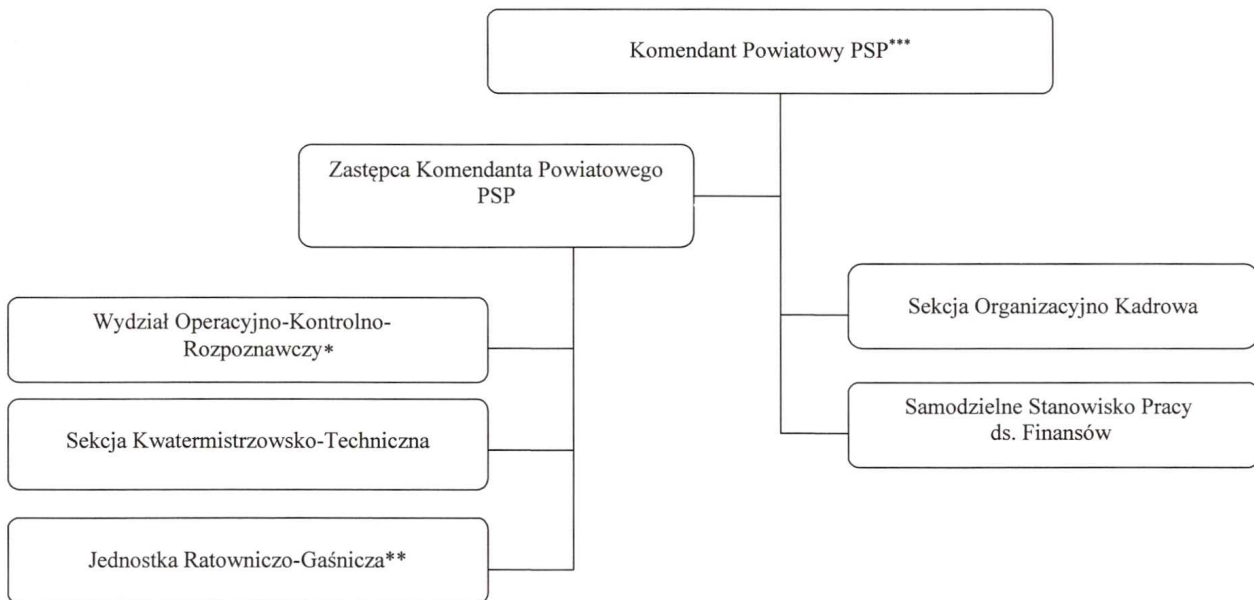 Komendant Powiatowy PSP***
Zastępca Komendanta Powiatowego
PSP
Wydział Operacyjno-Kontrolno-
Rozpoznawczy*
Sekcja Kwatermistrzowsko-Techniczna
Jednostka Ratowniczo-Gaśnicza**
Sekcja Organizacyjno Kadrowa
Samodzielne Stanowisko Pracy
ds. Finansów